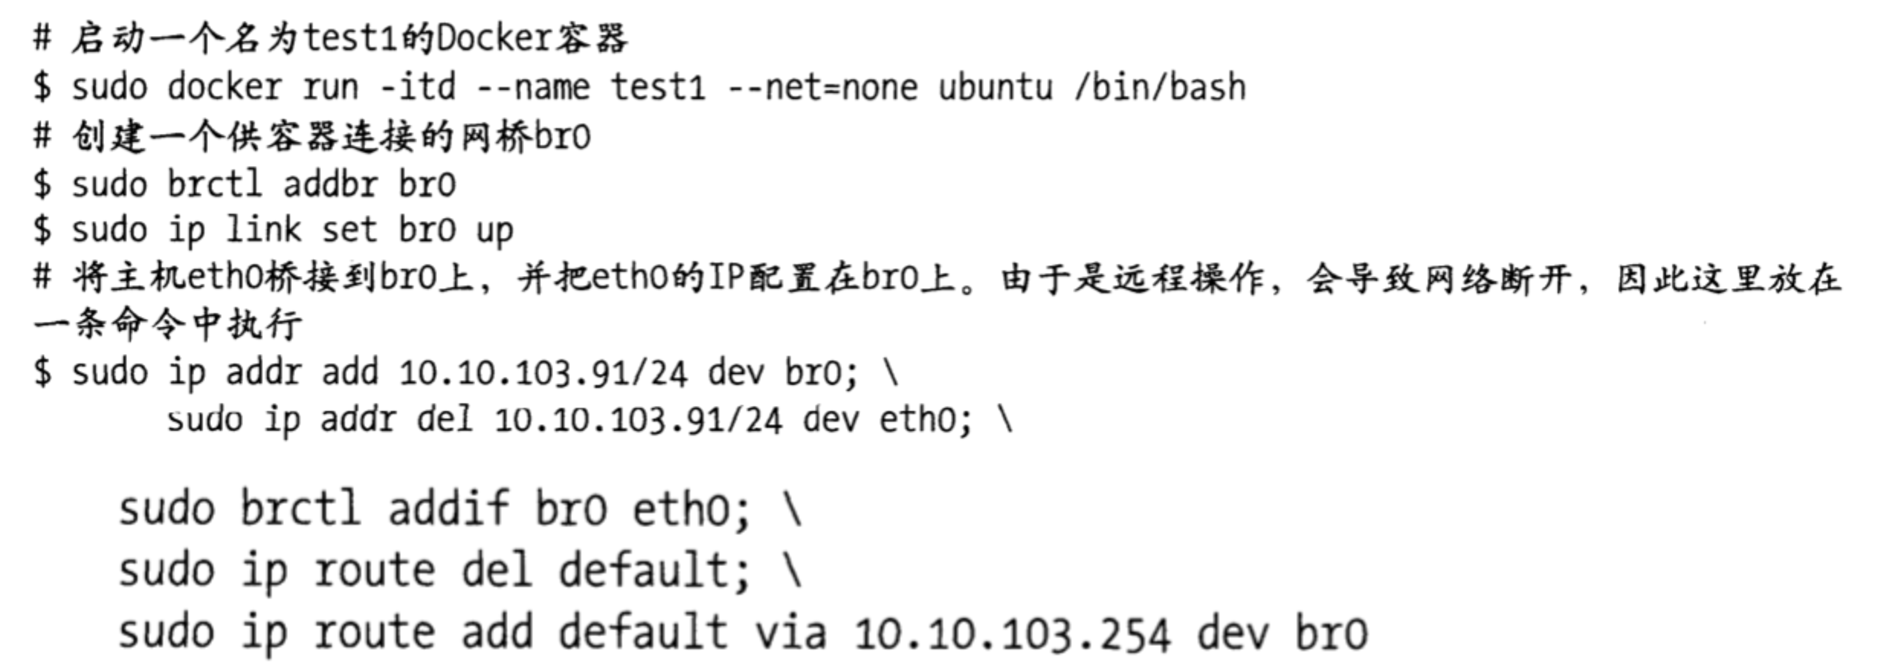 # 启动一个名为test1的Docker容器
$ sudo docker run -itd --name test1 --net=none ubuntu /bin/bash
# 创建一个供容器连接的网桥br0
$ sudo brctl addbr br0
$ sudo ip link set br0 up
# 将主机eth0桥接到br0上，并把eth0的IP配置在br0上。由于是远程操作，会导致网络断开，因此这里放在
一条命令中执行
$ sudo ip addr add 10.10.103.91/24 dev br0; \
sudo ip addr del 10.10.103.91/24 dev eth0; \
sudo brctl addif br0 eth0; \
sudo ip route del default; \
sudo ip route add default via 10.10.103.254 dev br0